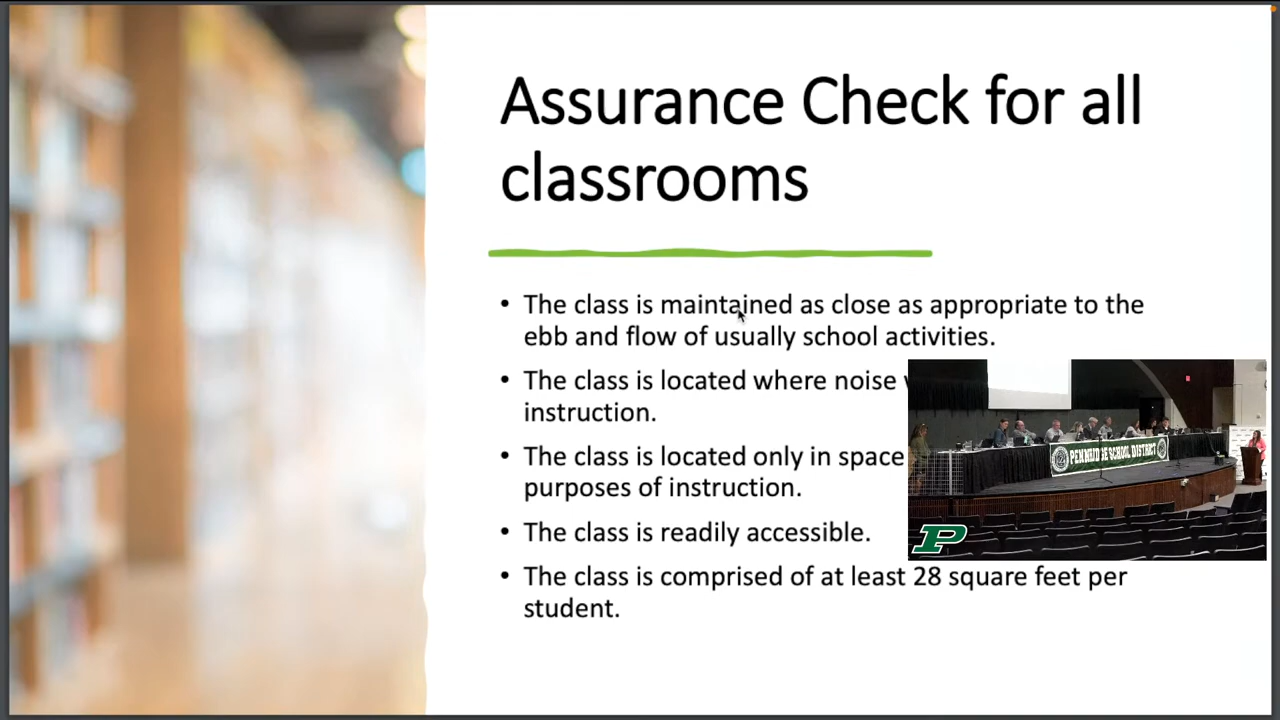 Assurance Check for all
classrooms
• The class is maintained as close as appropriate to the
ebb and flow of usually school activities.
• The class is located where noise
instruction.
• The class is located only in space
purposes of instruction.
• The class is readily accessible.
• The class is comprised of at least 28 square feet per
student.
PENNRIDGE SCHOOL DISTRICT
P